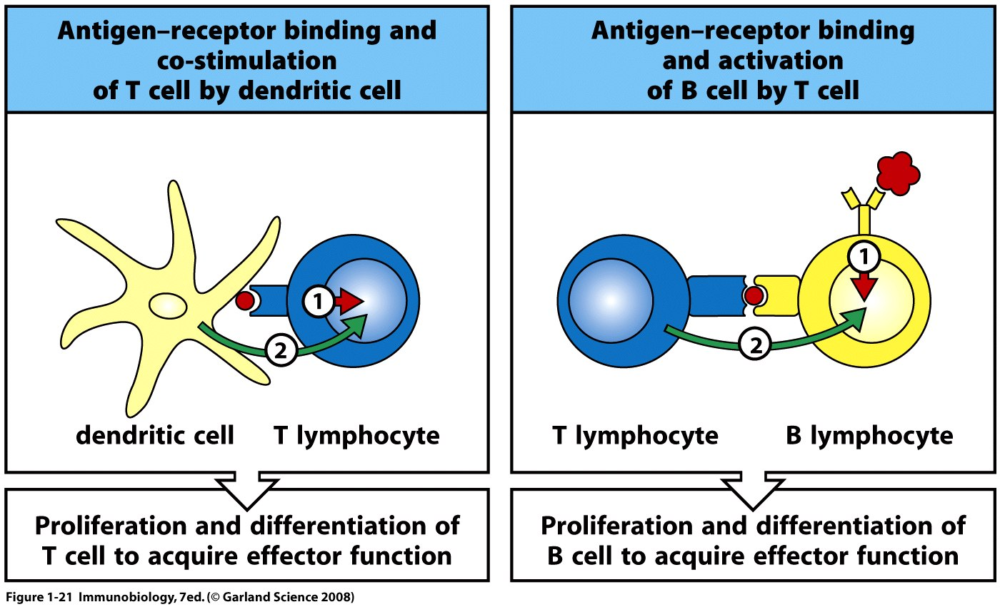 Antigen–receptor binding and
co-stimulation
of T cell by dendritic cell
1
2
dendritic cell
T lymphocyte
Proliferation and differentiation of
T cell to acquire effector function
Antigen–receptor binding
and activation
of B cell by T cell
1
2
T lymphocyte
B lymphocyte
Proliferation and differentiation of
B cell to acquire effector function
Figure 1-21 Immunobiology, 7ed. (© Garland Science 2008)